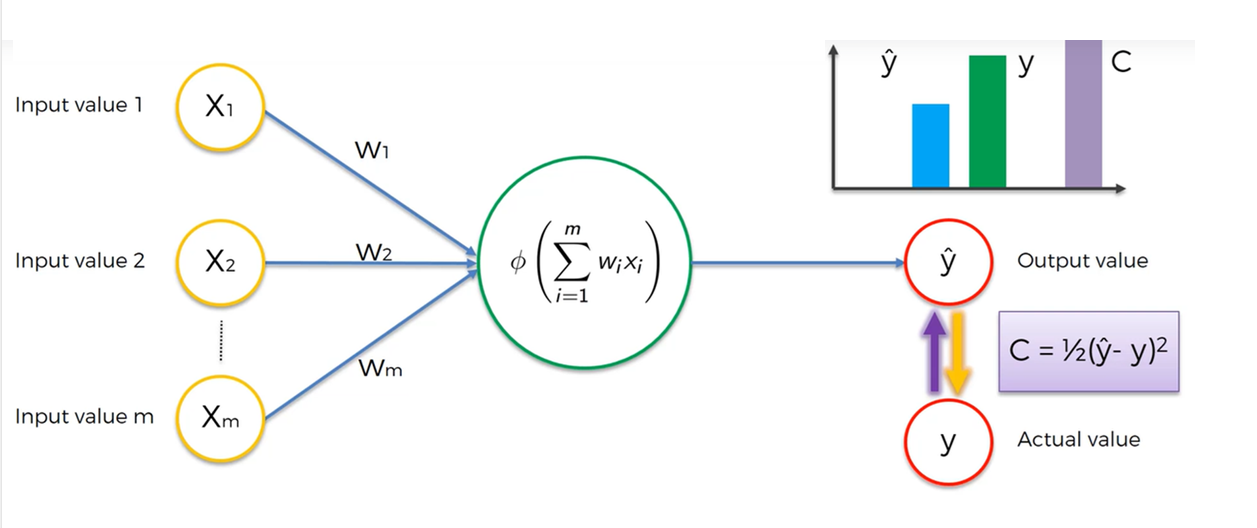 Input value 1
X₁
W₁
Input value 2
X₂
W₂
Input value m
Xₘ
Wₘ
ϕ(∑ᵢ₌₁ᵐ wᵢxᵢ)
ŷ
y
C
ŷ
Output value
C = ½(ŷ- y)²
y
Actual value